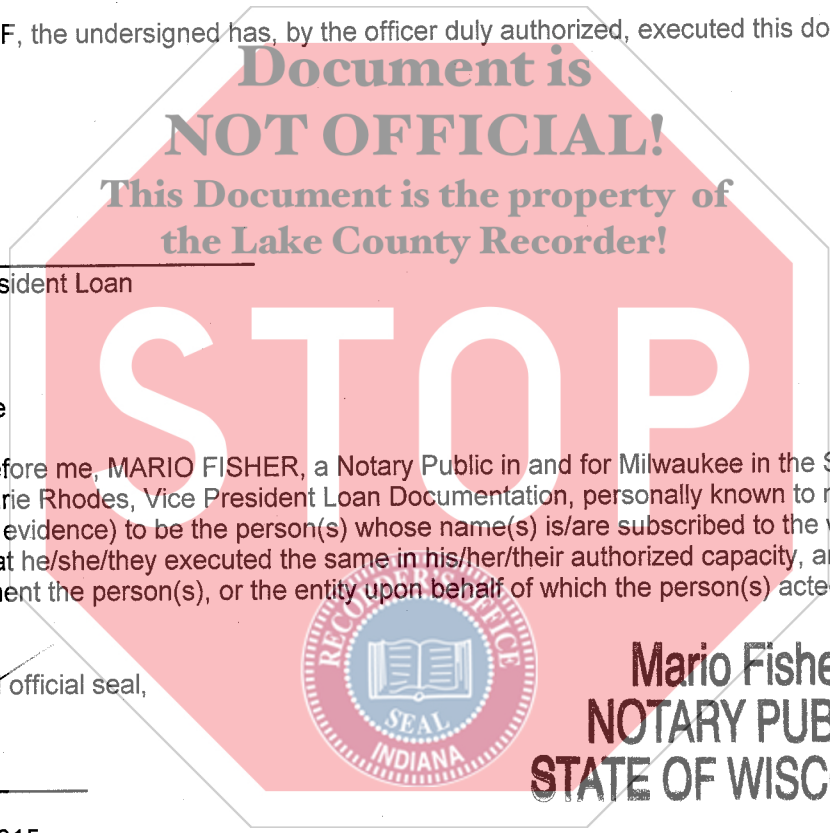 F, the undersigned has, by the officer duly authorized, executed this do
Document is
NOT OFFICIAL!
This Document is the property of
the Lake County Recorder!
sident Loan
STOP
e
fore me, MARIO FISHER, a Notary Public in and for Milwaukee in the S
rie Rhodes, Vice President Loan Documentation, personally known to
evidence) to be the person(s) whose name(s) is/are subscribed to the
at he/she/they executed the same in his/her/their authorized capacity, an
ent the person(s), or the entity upon behalf of which the person(s) acte
RECORDER'S OFFICE
SEAL
INDIANA
official seal,
Mario Fishe
NOTARY PUB
STATE OF WISC